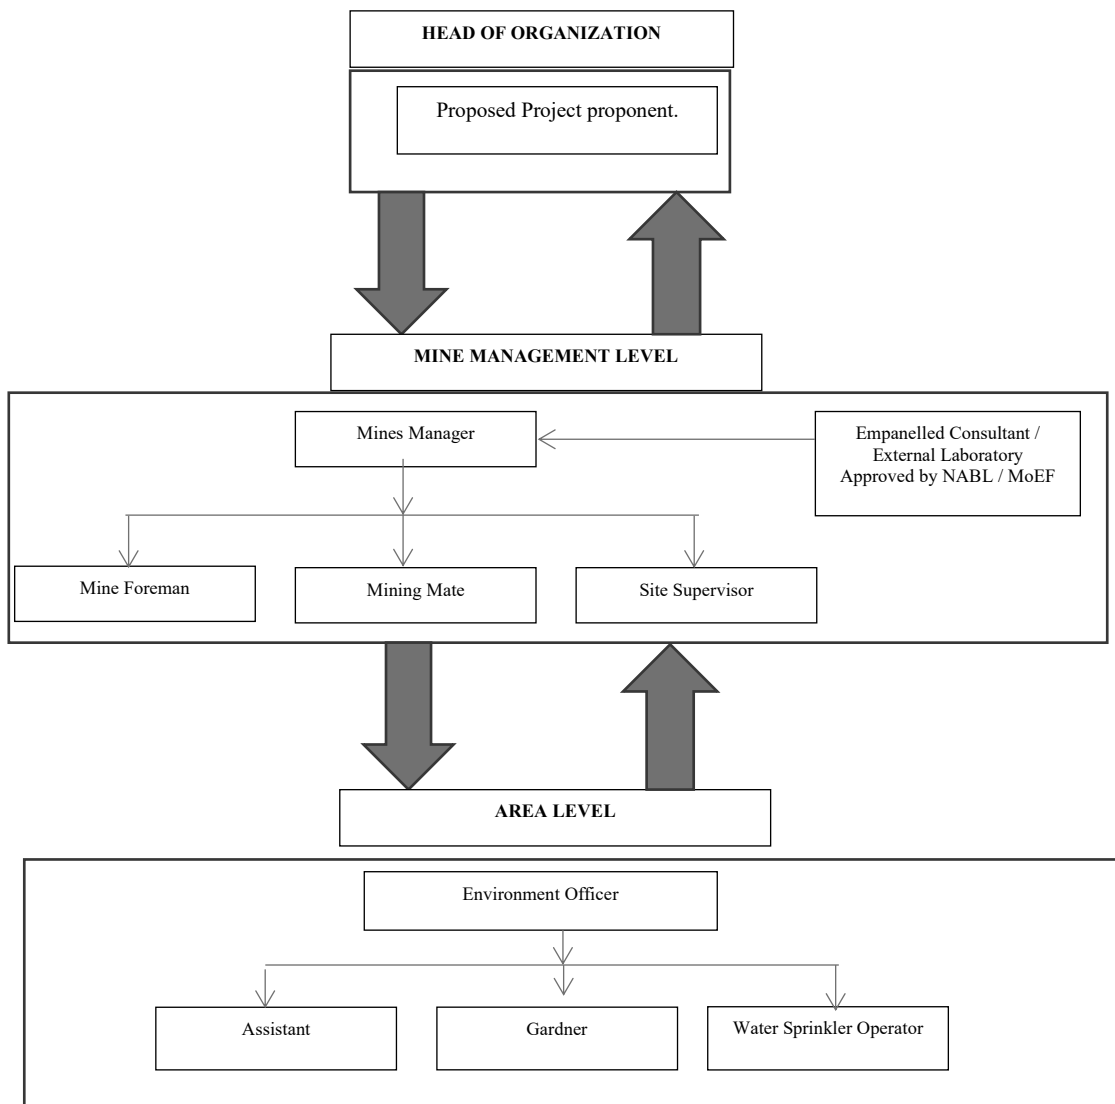 HEAD OF ORGANIZATION
Proposed Project proponent.
MINE MANAGEMENT LEVEL
Mines Manager
Empanelled Consultant /
External Laboratory
Approved by NABL / MoEF
Mine Foreman
Mining Mate
Site Supervisor
AREA LEVEL
Environment Officer
Assistant
Gardner
Water Sprinkler Operator